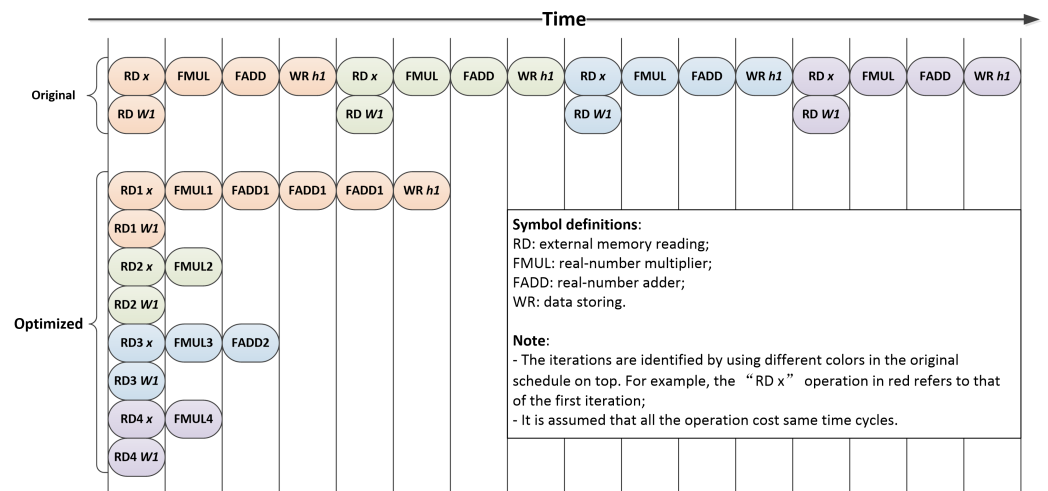 Time
Original
RD x FMUL FADD WR h1 RD x FMUL FADD WR h1 RD x FMUL FADD WR h1 RD x FMUL FADD WR h1
RD W1 RD W1 RD W1 RD W1
Optimized
RD1 x FMUL1 FADD1 FADD1 FADD1 WR h1
RD1 W1
RD2 x FMUL2
RD2 W1
RD3 x FMUL3 FADD2
RD3 W1
RD4 x FMUL4
RD4 W1
Symbol definitions:
RD: external memory reading;
FMUL: real-number multiplier;
FADD: real-number adder;
WR: data storing.
Note:
- The iterations are identified by using different colors in the original
schedule on top. For example, the “RD x” operation in red refers to that
of the first iteration;
- It is assumed that all the operation cost same time cycles.